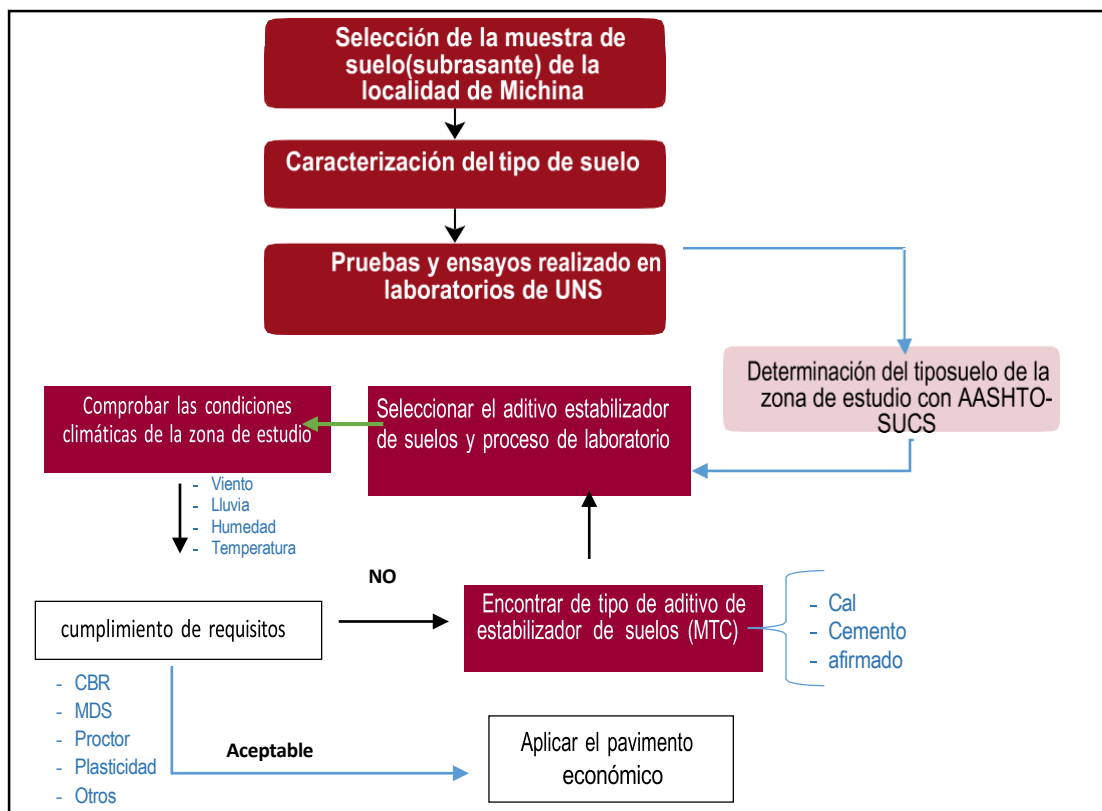 Selección de la muestra de
suelo(subrasante) de la
localidad de Michina
Caracterización del tipo de suelo
Pruebas y ensayos realizado en
laboratorios de UNS
Determinación del tiposuelo de la
zona de estudio con AASHTO-
SUCS
Seleccionar el aditivo estabilizador
de suelos y proceso de laboratorio
Comprobar las condiciones
climáticas de la zona de estudio
- Viento
- Lluvia
- Humedad
- Temperatura
cumplimiento de requisitos
NO
Encontrar de tipo de aditivo de
estabilizador de suelos (MTC)
- Cal
- Cemento
- afirmado
- CBR
- MDS
- Proctor
- Plasticidad
- Otros
Aceptable
Aplicar el pavimento
económico